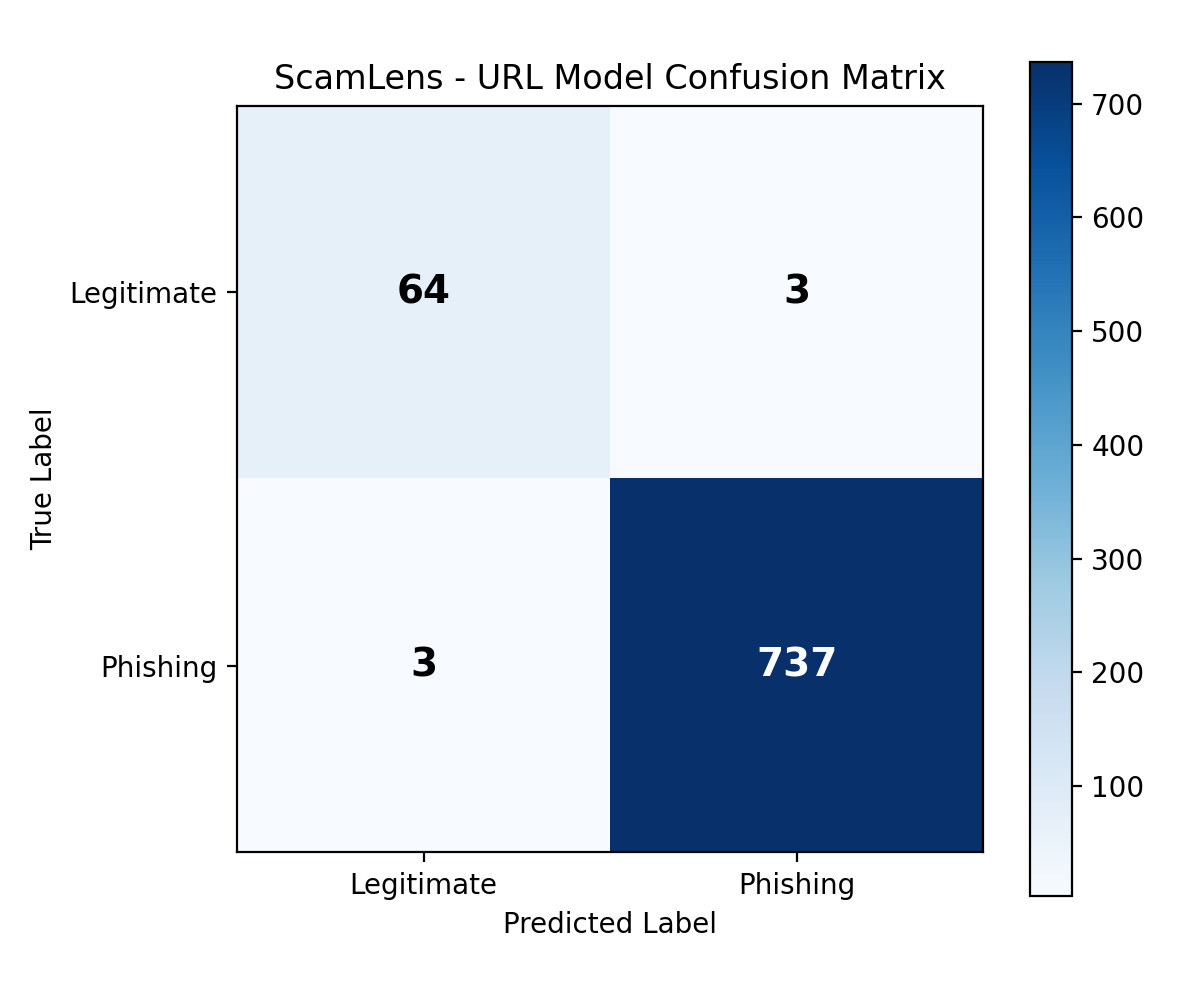 ScamLens - URL Model Confusion Matrix
700
600
500
400
300
200
100
True Label
Legitimate
64
3
Phishing
3
737
Legitimate
Phishing
Predicted Label